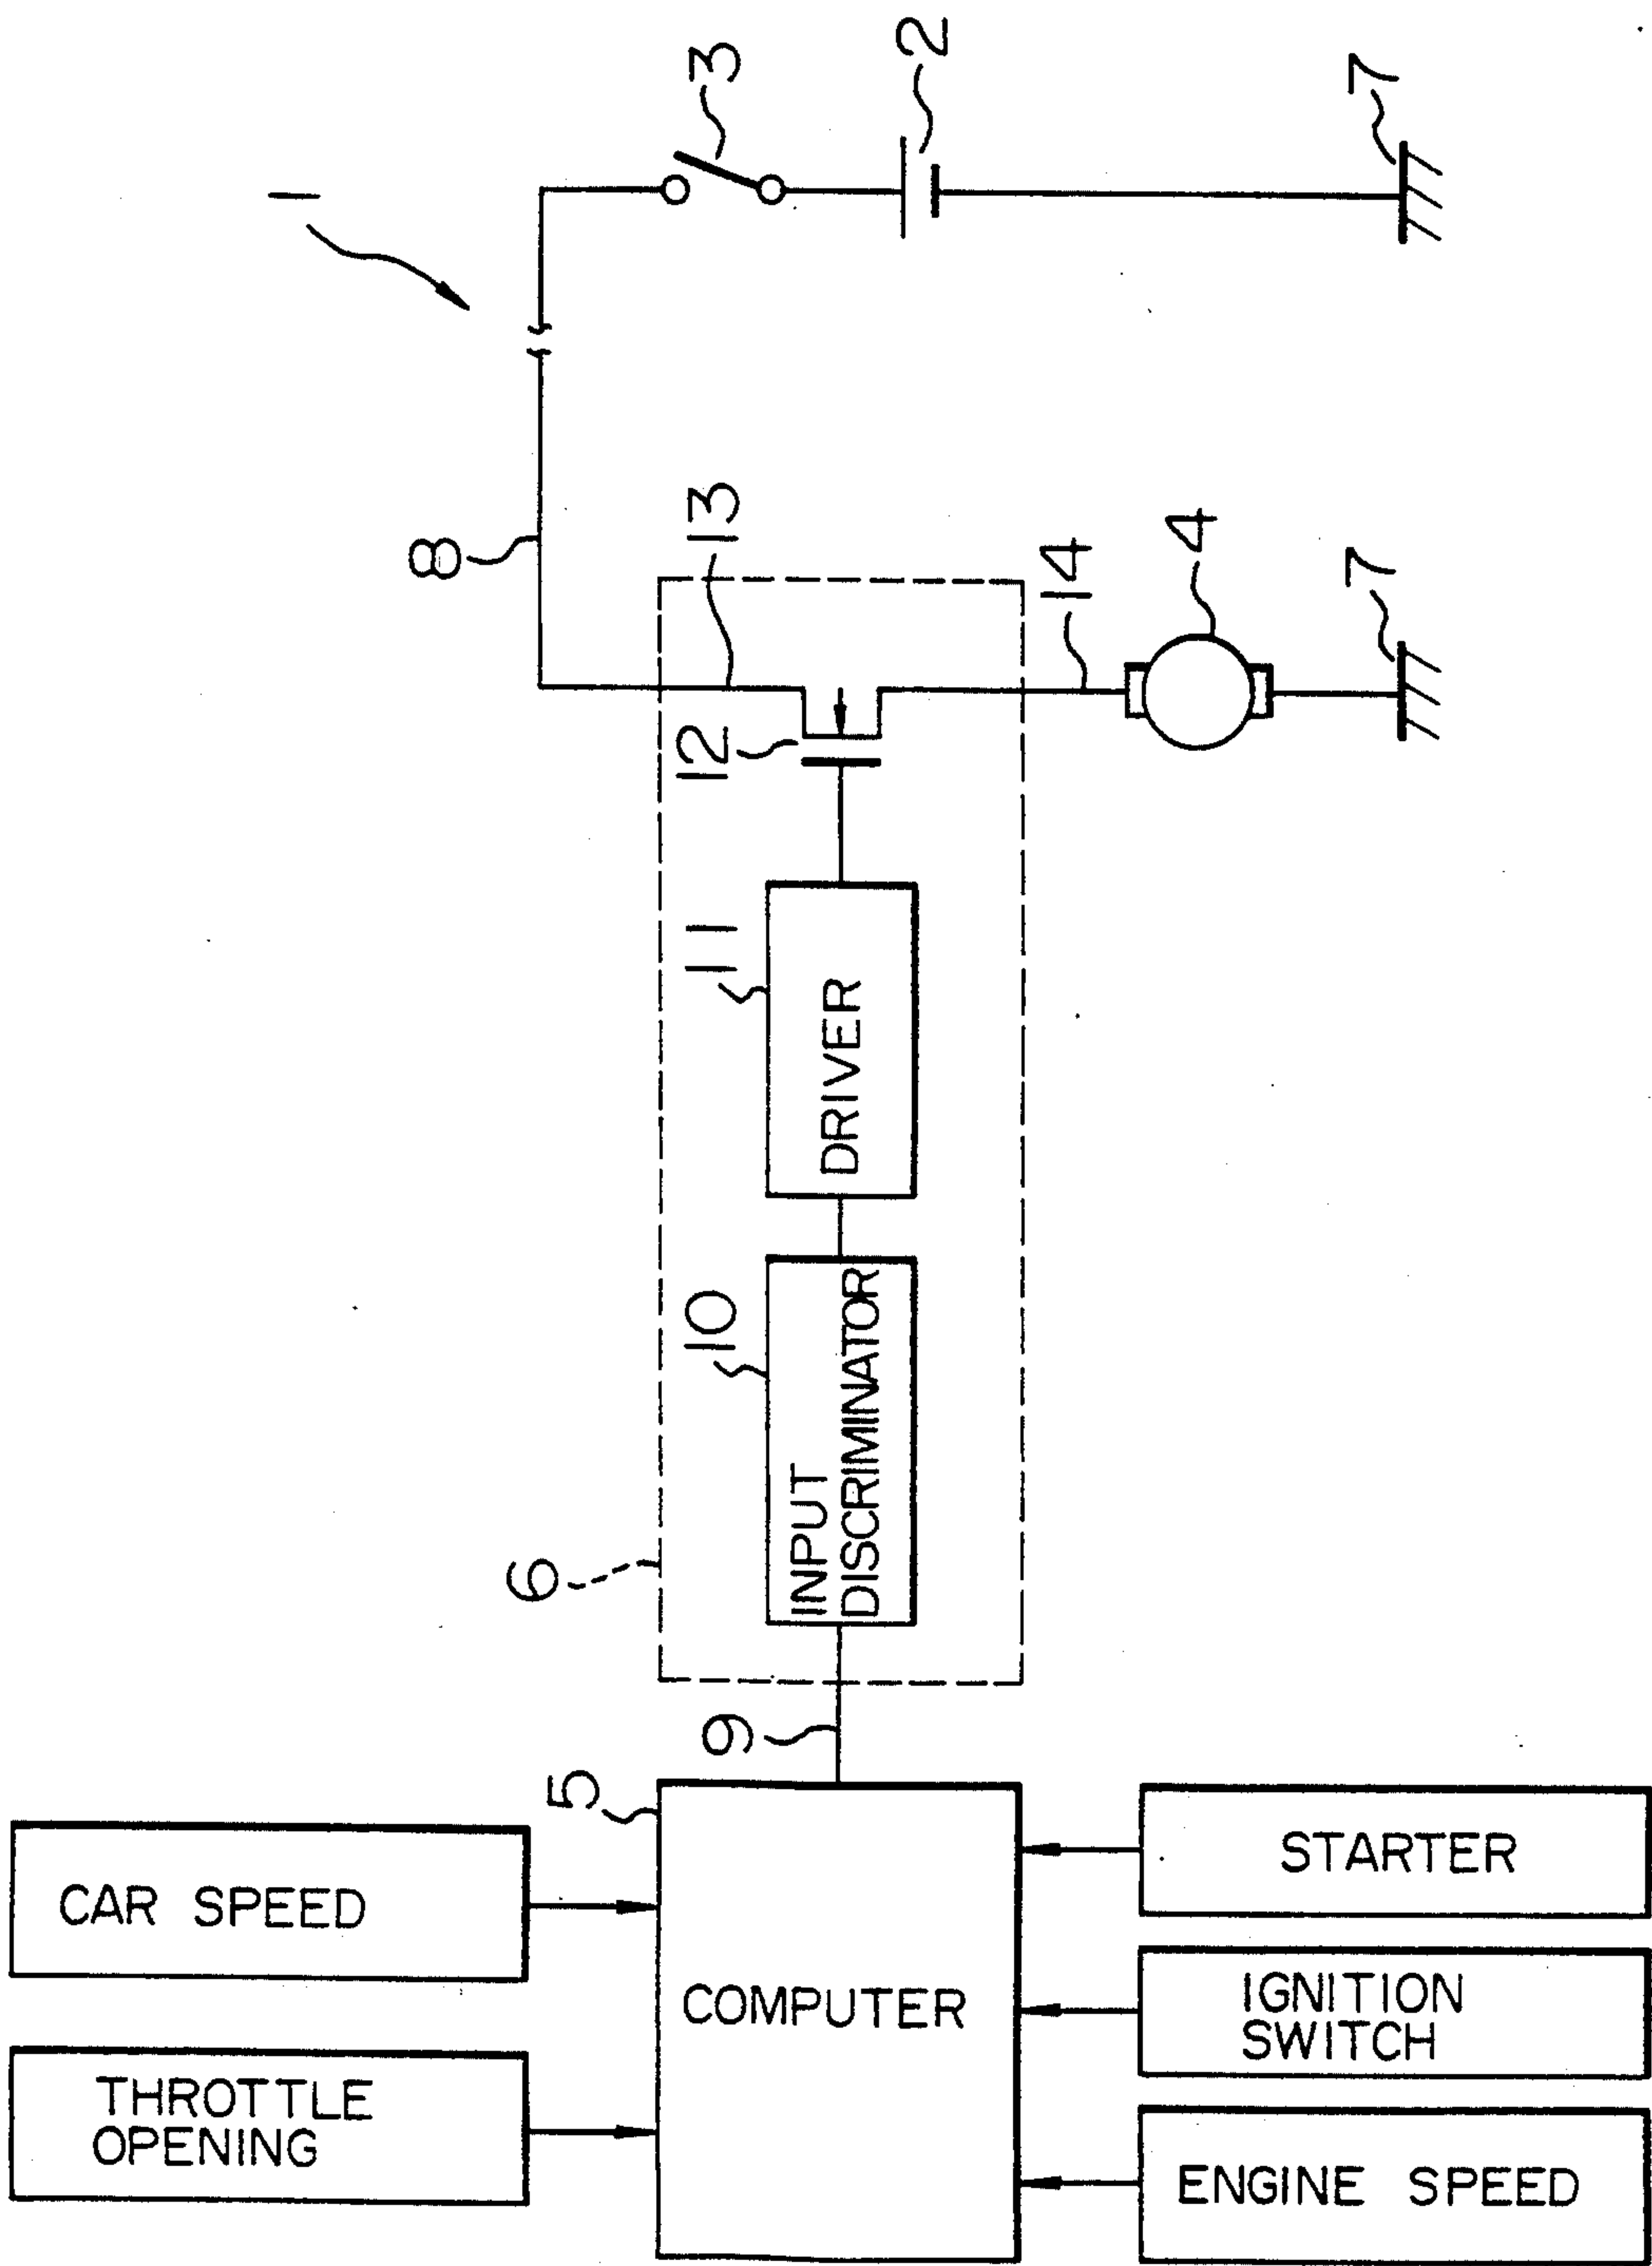 THROTTLE
OPENING
CAR SPEED
5
COMPUTER
ENGINE SPEED
IGNITION
SWITCH
STARTER
9
6
10
INPUT
DISCRIMINATOR
11
DRIVER
12
13
8
14
4
7
1
3
2
7